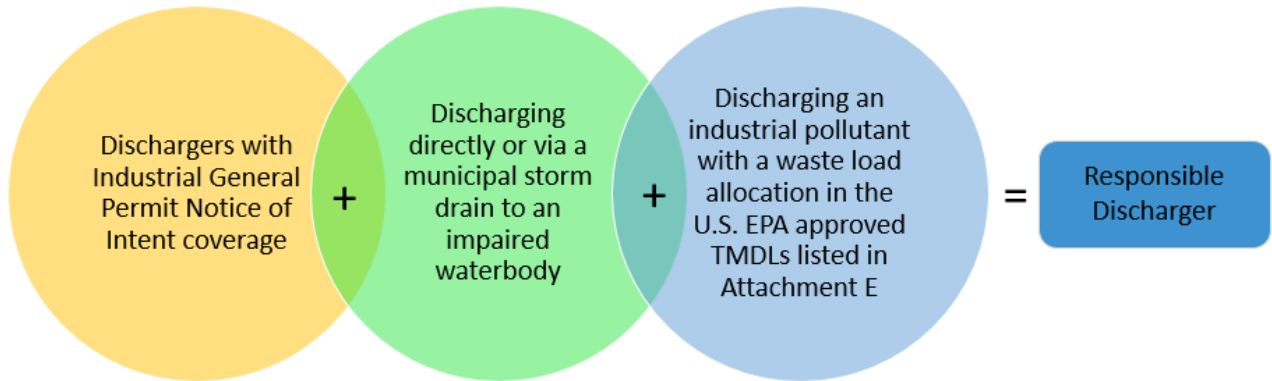 Dischargers with
Industrial General
Permit Notice of
Intent coverage
+
Discharging
directly or via a
municipal storm
drain to an
impaired
waterbody
+
Discharging an
industrial pollutant
with a waste load
allocation in the
U.S. EPA approved
TMDLs listed in
Attachment E
=
Responsible
Discharger